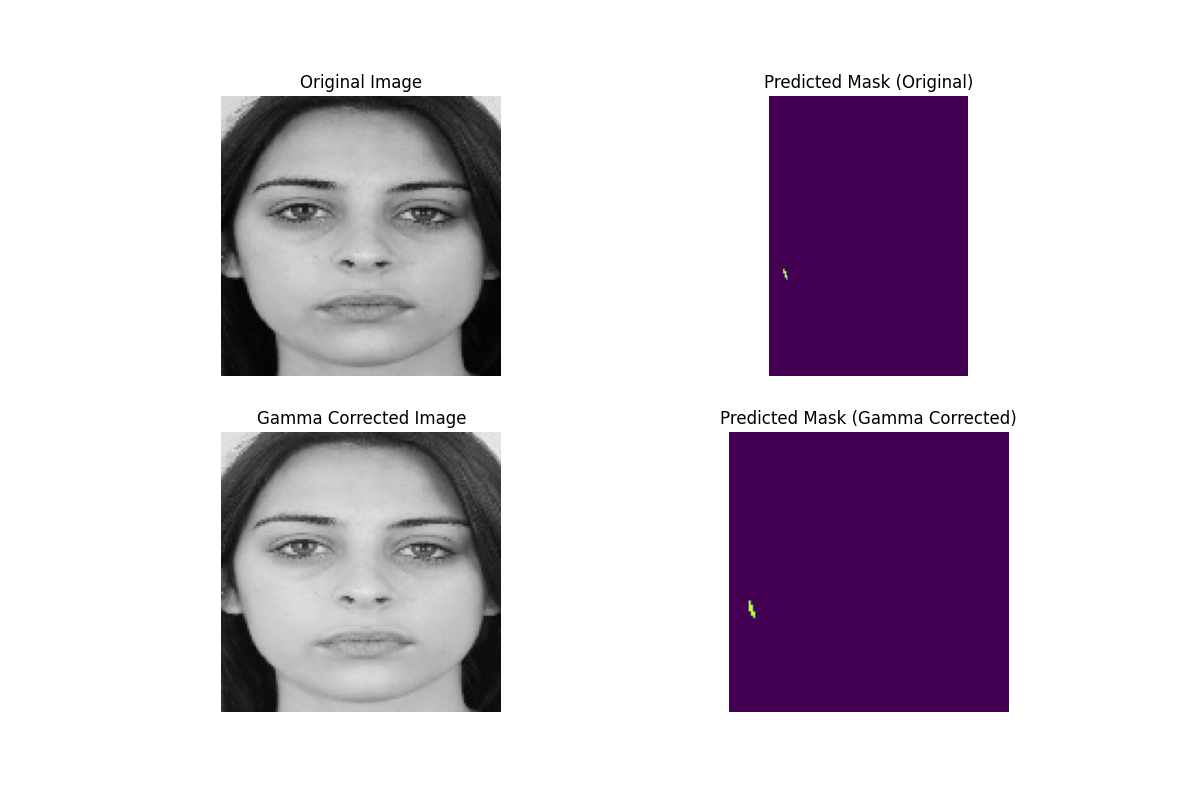 Original Image
Predicted Mask (Original)
Gamma Corrected Image
Predicted Mask (Gamma Corrected)